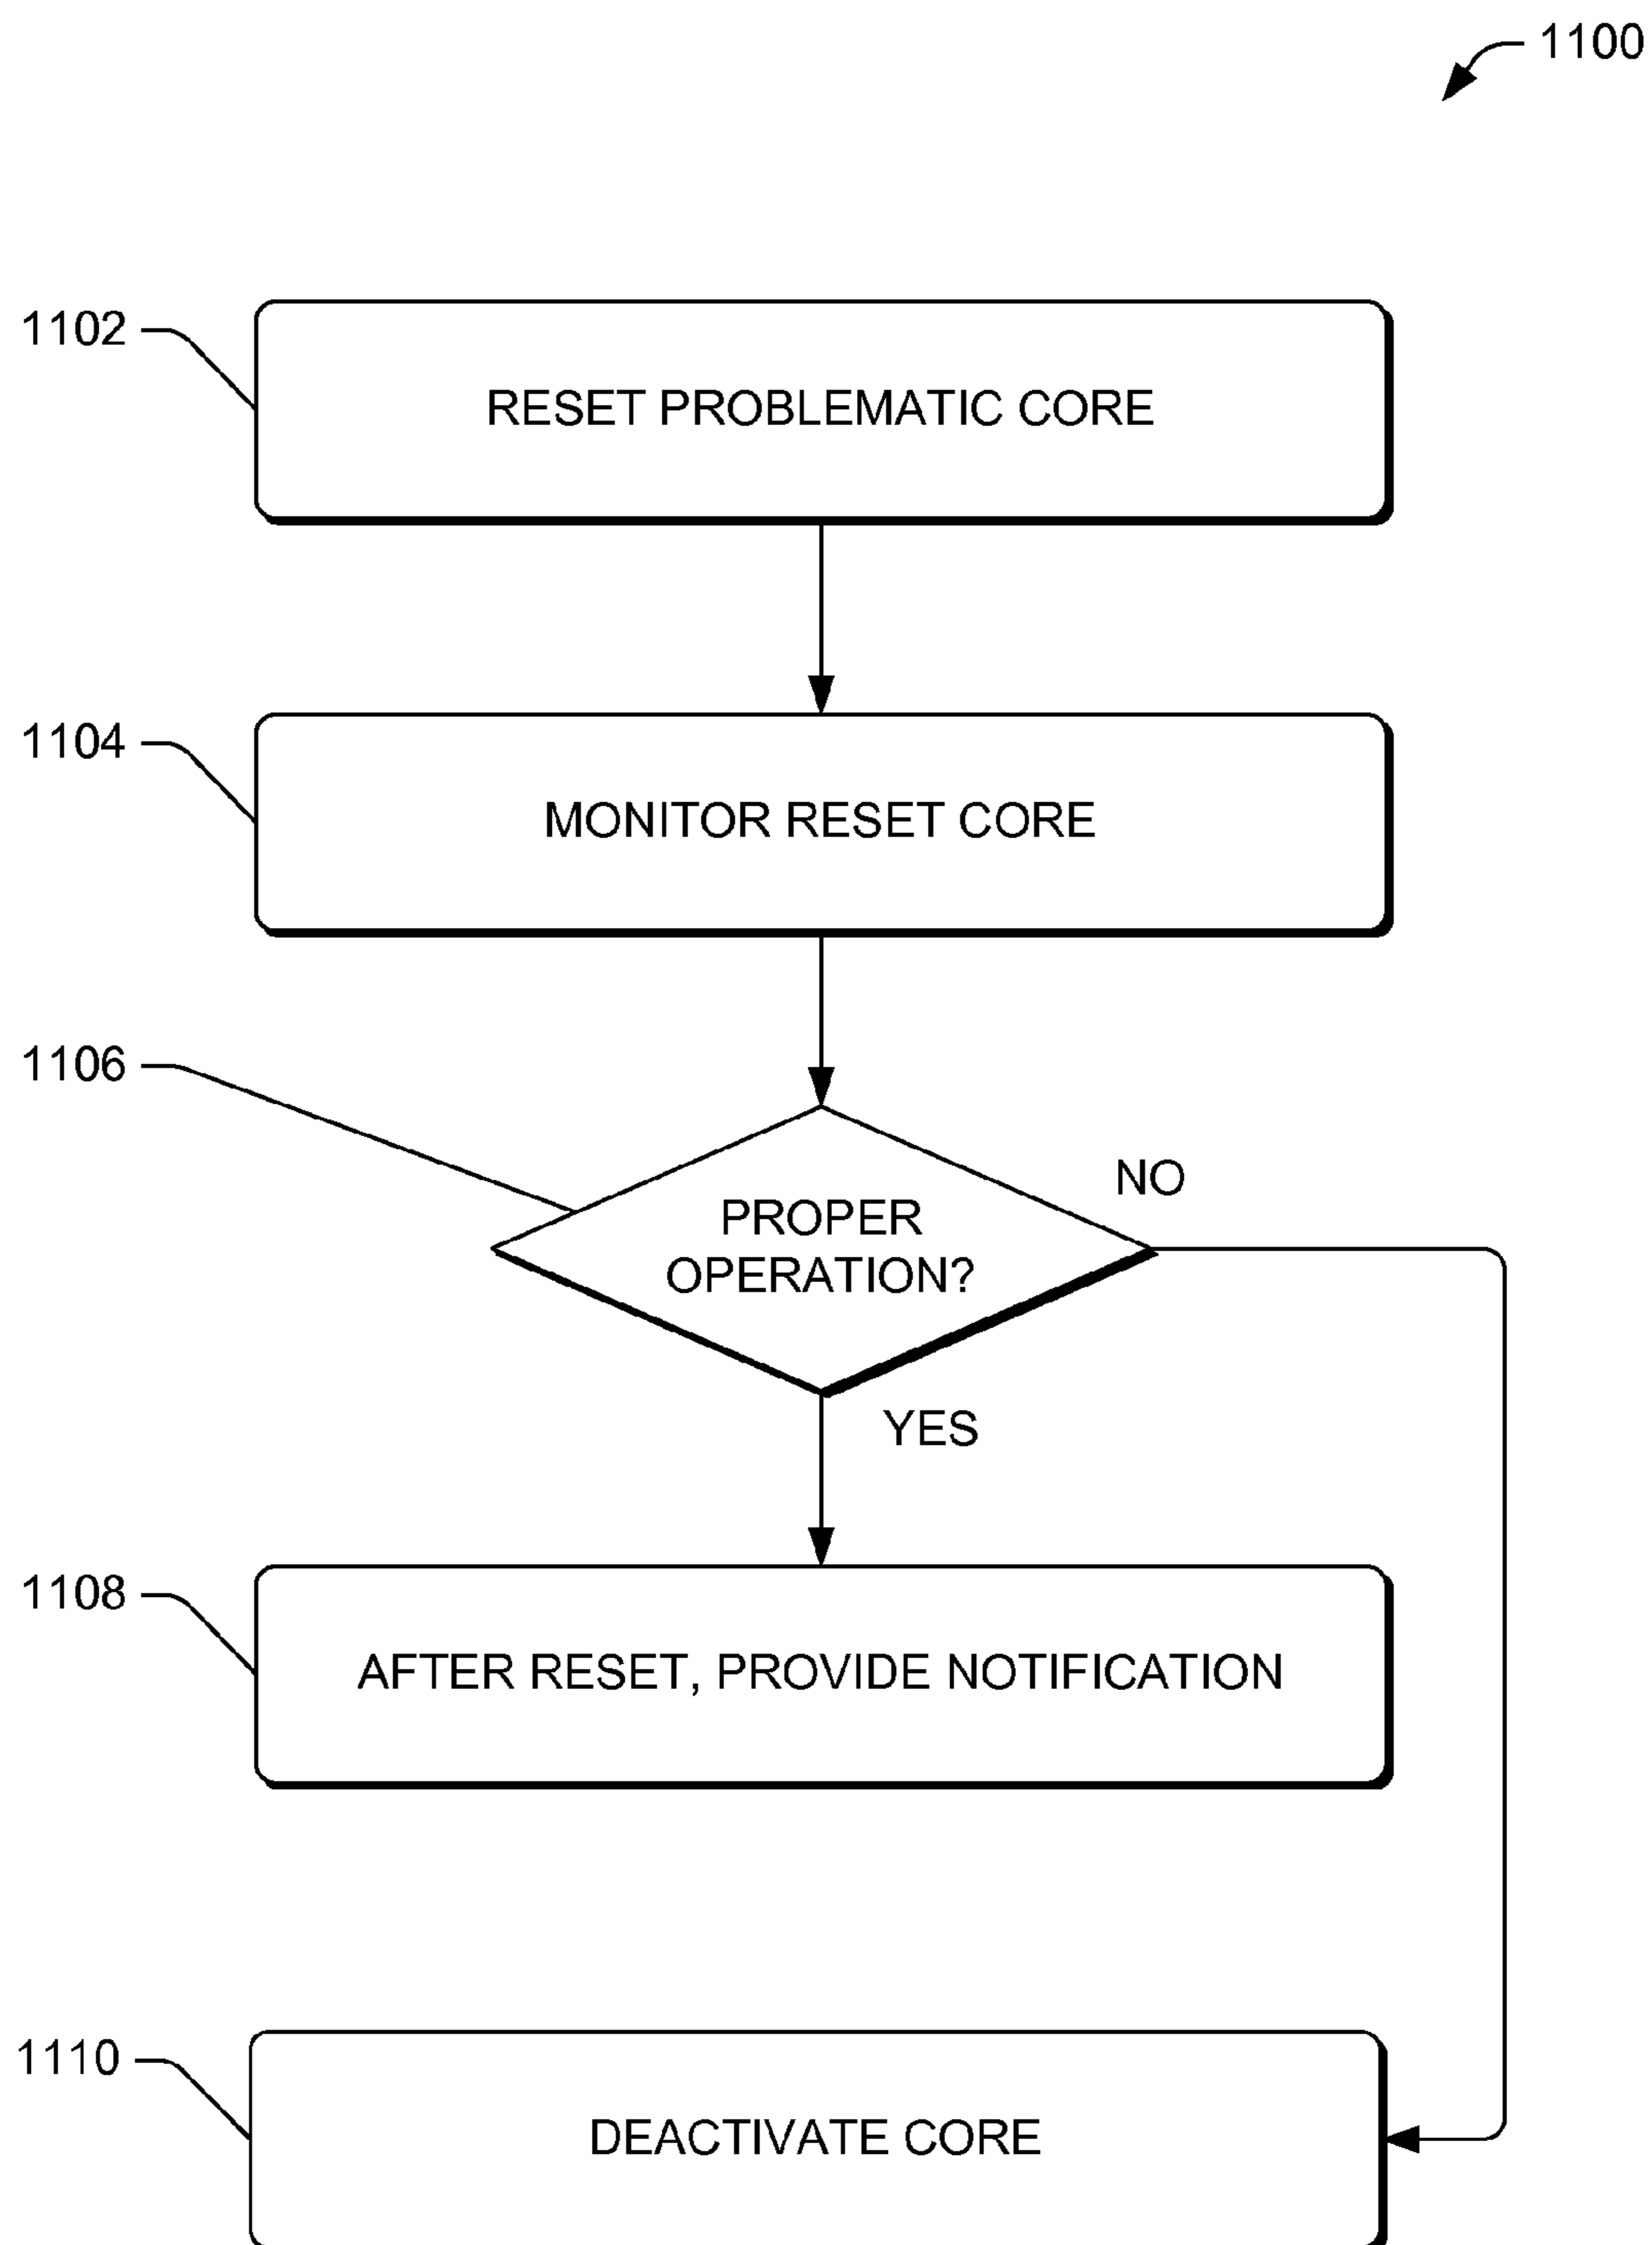 1100
1102
RESET PROBLEMATIC CORE
1104
MONITOR RESET CORE
1106
PROPER
OPERATION?
NO
YES
1108
AFTER RESET, PROVIDE NOTIFICATION
1110
DEACTIVATE CORE